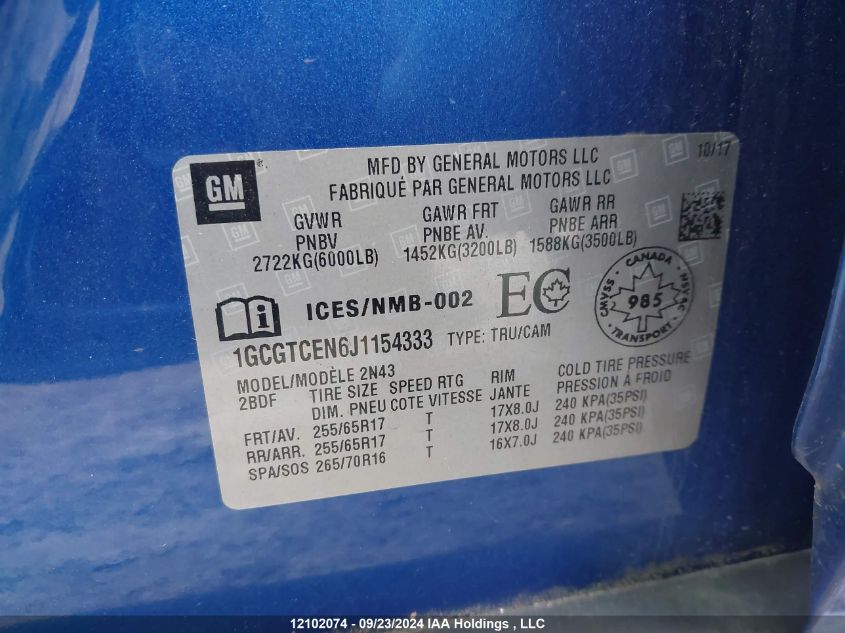 GM
MFD BY GENERAL MOTORS LLC
FABRIQUÉ PAR GENERAL MOTORS LLC
10/17
GVWR
PNBV
2722KG(6000LB)
GAWR FRT
PNBE AV.
1452KG(3200LB)
GAWR RR
PNBE ARR
1588KG(3500LB)
i ICES/NMB-002 EC
CANADA
CMVSS 985 NSVAC
TRANSPORT
1GCGTCEN6J1154333 TYPE: TRU/CAM
MODEL/MODÈLE 2N43
2BDF TIRE SIZE SPEED RTG RIM COLD TIRE PRESSURE
DIM. PNEU COTE VITESSE JANTE PRESSION A FROID
FRT/AV. 255/65R17 T 17X8.0J 240 KPA(35PSI)
RR/ARR. 255/65R17 T 17X8.0J 240 KPA(35PSI)
SPA/SOS 265/70R16 T 16X7.0J 240 KPA(35PSI)
12102074 - 09/23/2024 IAA Holdings, LLC